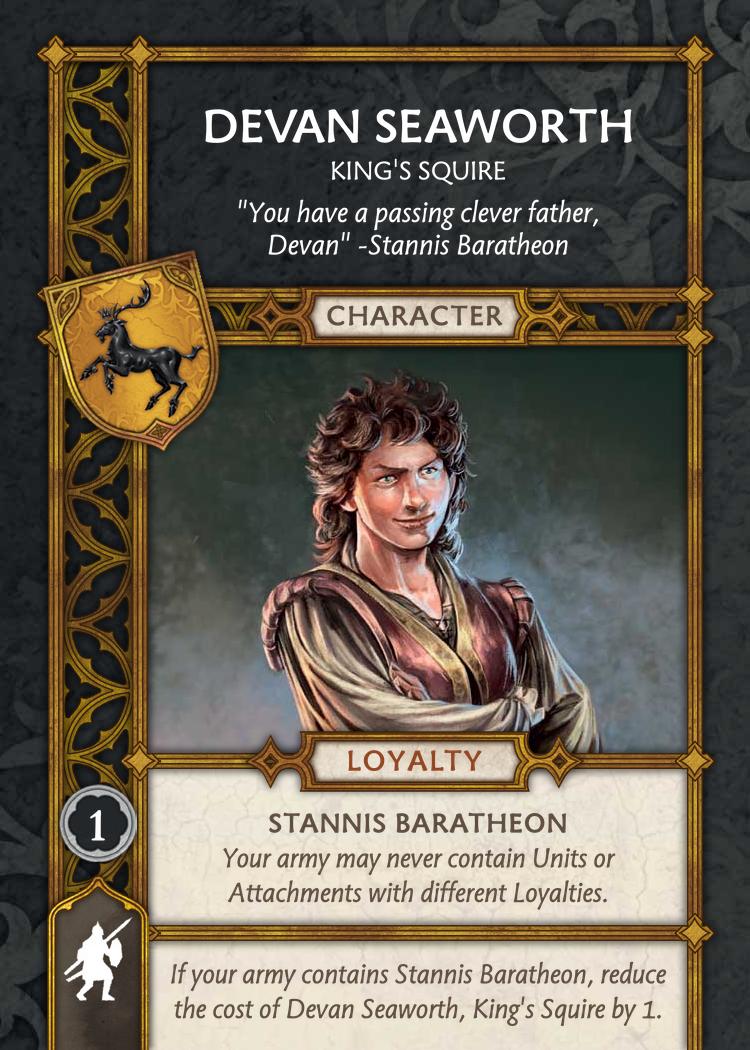 DEVAN SEAWORTH
KING'S SQUIRE
"You have a passing clever father,
Devan" -Stannis Baratheon
CHARACTER
LOYALTY
1
STANNIS BARATHEON
Your army may never contain Units or
Attachments with different Loyalties.
If your army contains Stannis Baratheon, reduce
the cost of Devan Seaworth, King's Squire by 1.